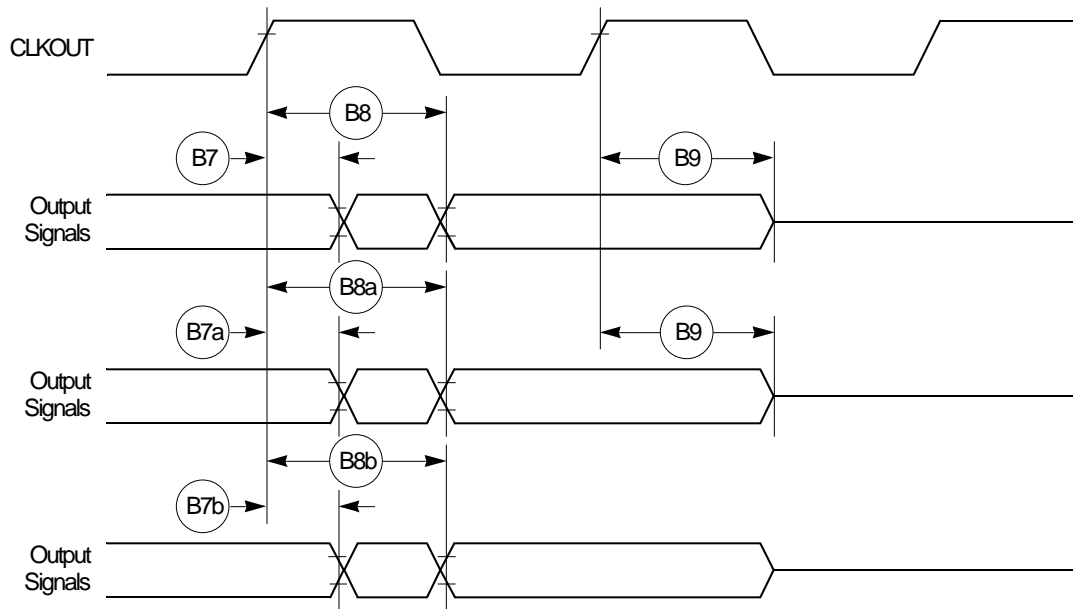 CLKOUT
B8
B7
B9
Output
Signals
B8a
B7a
B9
Output
Signals
B8b
B7b
Output
Signals